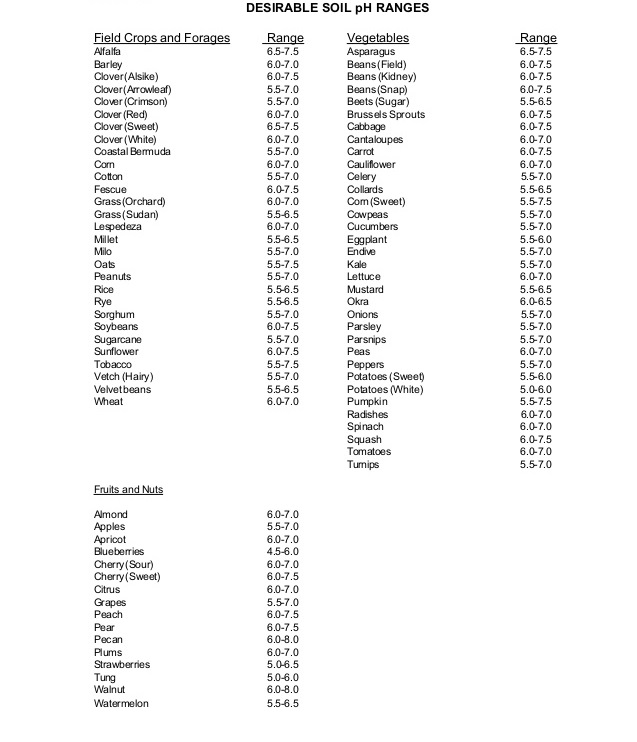 DESIRABLE SOIL pH RANGES
Field Crops and Forages Range Vegetables Range
Alfalfa 6.5-7.5 Asparagus 6.5-7.5
Barley 6.0-7.0 Beans (Field) 6.0-7.5
Clover (Alsike) 6.0-7.5 Beans (Kidney) 6.0-7.5
Clover (Arrowleaf) 5.5-7.0 Beans (Snap) 6.0-7.5
Clover (Crimson) 5.5-7.0 Beets (Sugar) 5.5-6.5
Clover (Red) 6.0-7.0 Brussels Sprouts 6.0-7.5
Clover (Sweet) 6.5-7.5 Cabbage 6.0-7.5
Clover (White) 6.0-7.0 Cantaloupes 6.0-7.5
Coastal Bermuda 5.5-7.0 Carrot 6.0-7.5
Corn 6.0-7.0 Cauliflower 6.0-7.0
Cotton 5.5-7.0 Celery 5.5-7.0
Fescue 6.0-7.5 Collards 5.5-6.5
Grass (Orchard) 6.0-7.0 Corn (Sweet) 5.5-7.5
Grass (Sudan) 5.5-6.5 Cowpeas 5.5-7.0
Lespedeza 6.0-7.0 Cucumbers 5.5-7.0
Millet 5.5-6.5 Eggplant 5.5-6.0
Milo 5.5-7.0 Endive 5.5-7.0
Oats 5.5-7.5 Kale 5.5-7.0
Peanuts 5.5-7.0 Lettuce 6.0-7.0
Rice 5.5-6.5 Mustard 5.5-6.5
Rye 5.5-6.5 Okra 6.0-6.5
Sorghum 5.5-7.0 Onions 5.5-7.0
Soybeans 6.0-7.5 Parsley 5.5-7.0
Sugarcane 5.5-7.0 Parsnips 5.5-7.0
Sunflower 6.0-7.5 Peas 6.0-7.0
Tobacco 5.5-7.5 Peppers 5.5-7.0
Vetch (Hairy) 5.5-7.0 Potatoes (Sweet) 5.5-6.0
Velvetbeans 5.5-6.5 Potatoes (White) 5.0-6.0
Wheat 6.0-7.0 Pumpkin 5.5-7.5
Radishes 6.0-7.0
Spinach 6.0-7.0
Squash 6.0-7.5
Tomatoes 6.0-7.0
Turnips 5.5-7.0
Fruits and Nuts
Almond 6.0-7.0
Apples 5.5-7.0
Apricot 6.0-7.0
Blueberries 4.5-6.0
Cherry (Sour) 6.0-7.0
Cherry (Sweet) 6.0-7.5
Citrus 6.0-7.0
Grapes 5.5-7.0
Peach 6.0-7.5
Pear 6.0-7.5
Pecan 6.0-8.0
Plums 6.0-7.0
Strawberries 5.0-6.5
Tung 5.0-6.0
Walnut 6.0-8.0
Watermelon 5.5-6.5